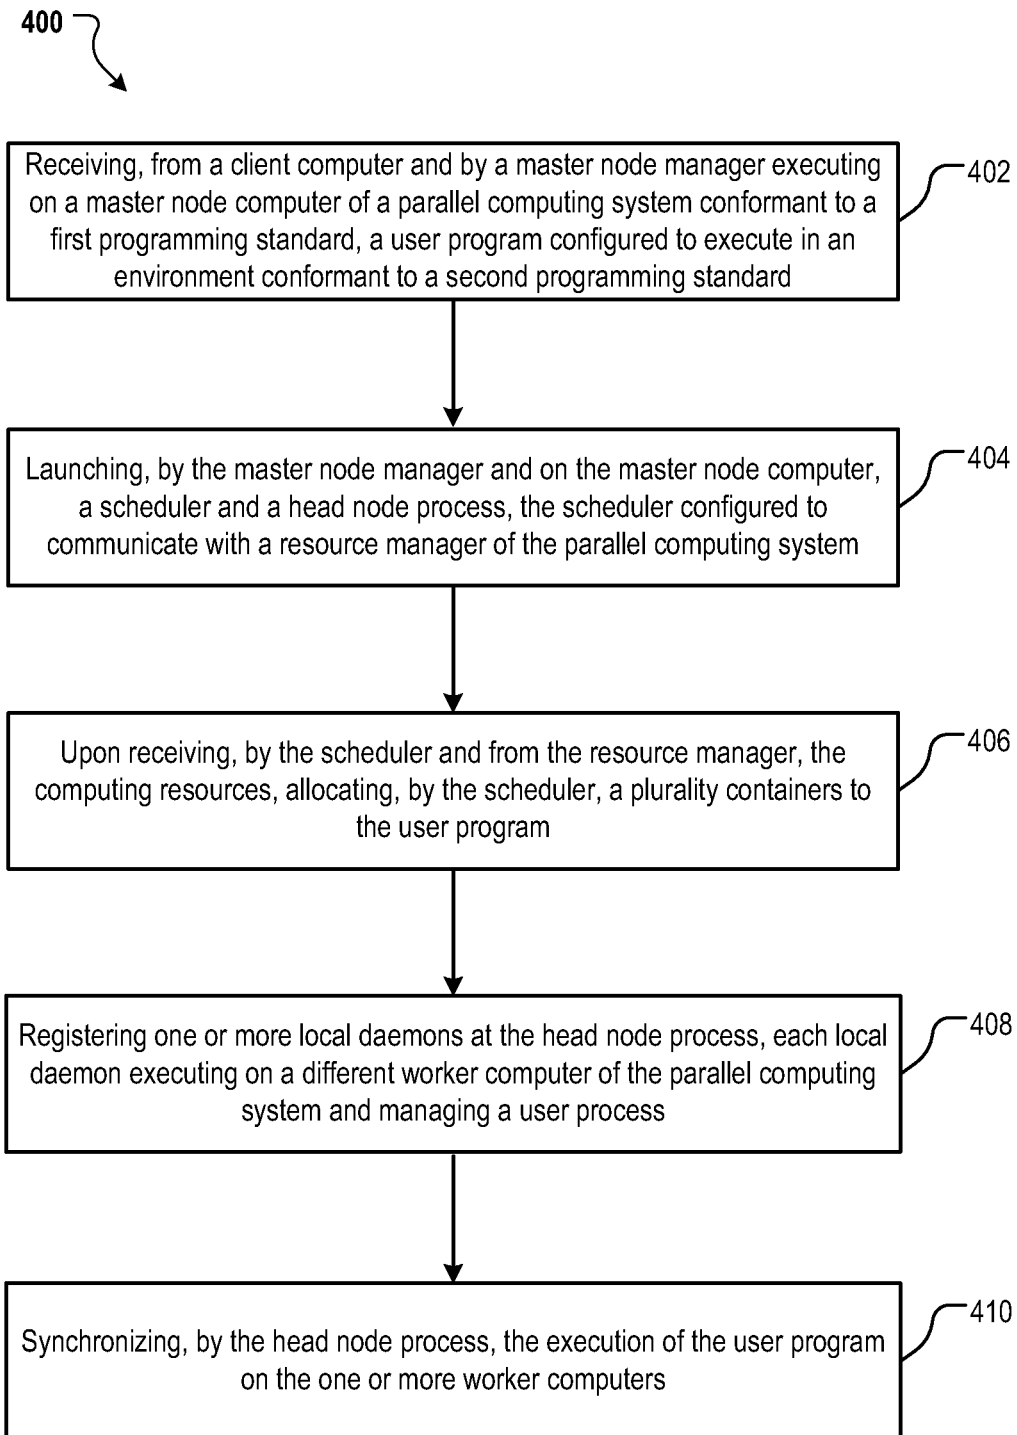 400
Receiving, from a client computer and by a master node manager executing
on a master node computer of a parallel computing system conformant to a
first programming standard, a user program configured to execute in an
environment conformant to a second programming standard
402
Launching, by the master node manager and on the master node computer,
a scheduler and a head node process, the scheduler configured to
communicate with a resource manager of the parallel computing system
404
Upon receiving, by the scheduler and from the resource manager, the
computing resources, allocating, by the scheduler, a plurality containers to
the user program
406
Registering one or more local daemons at the head node process, each local
daemon executing on a different worker computer of the parallel computing
system and managing a user process
408
Synchronizing, by the head node process, the execution of the user program
on the one or more worker computers
410